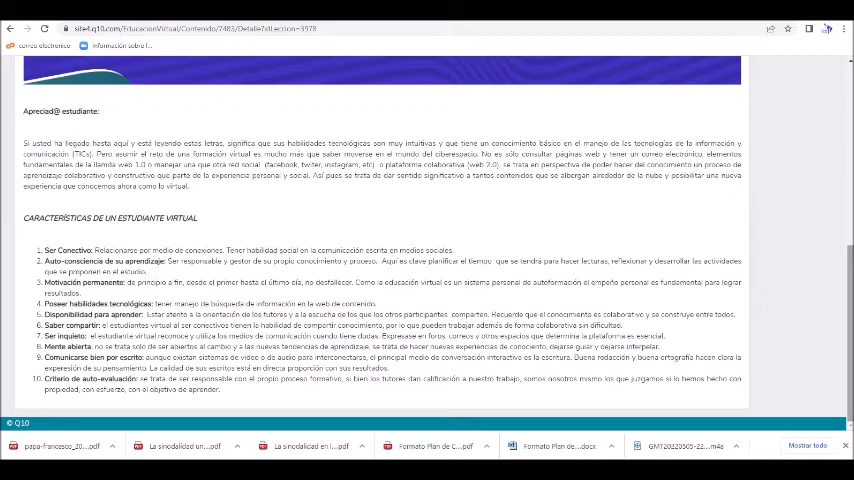 site4.q10.com/EducacionVirtual/Contenido/7483/Detalle?idLeccion=3978
correo electronico Información sobre l...
Apreciad@ estudiante:
Si usted ha llegado hasta aquí y está leyendo estas letras, significa que sus habilidades tecnológicas son muy intuitivas y que tiene un conocimiento básico en el manejo de las tecnologías de la información y
comunicación (TICs). Pero asumir el reto de una formación virtual es mucho más que saber moverse en el mundo del ciberespacio. No es sólo consultar páginas web y tener un correo electrónico, elementos
fundamentales de la llamda web 1.0 o manejar una que otra red social (facebook, twiter, instagram, etc) o plataforma colaborativa (web 2.0), se trata en perspectiva de poder hacer del conocimiento un proceso de
aprendizaje colaborativo y constructivo que parte de la experiencia personal y social. Así pues se trata de dar sentido significativo a tantos contenidos que se albergan alrededor de la nube y posibilitar una nueva
experiencia que conocemos ahora como lo virtual.
CARACTERÍSTICAS DE UN ESTUDIANTE VIRTUAL
1. Ser Conectivo: Relacionarse por medio de conexiones. Tener habilidad social en la comunicación escrita en medios sociales.
2. Auto-consciencia de su aprendizaje: Ser responsable y gestor de su propio conocimiento y proceso. Aquí es clave planificar el tiempo que se tendrá para hacer lecturas, reflexionar y desarrollar las actividades
que se proponen en el estudio.
3. Motivación permanente: de principio a fin, desde el primer hasta el último día, no desfallecer. Como la educación virtual es un sistema personal de autoformación el empeño personal es fundamental para lograr
resultados.
4. Poseer habilidades tecnológicas: tener manejo de búsqueda de información en la web de contenido.
5. Disponibilidad para aprender: Estar atento a la orientación de los tutores y a la escucha de que los otros participantes comparten. Recuerde que el conocimiento es colaborativo y se construye entre todos.
6. Saber compartir: el estudiantes virtual al ser conectivos tienen la habilidad de compartir conocimiento, por lo que pueden trabajar además de forma colaborativa sin dificultad.
7. Ser inquieto: el estudiante virtual reconoce y utiliza los medios de comunicación cuando tiene dudas. Expresase en foros, correos y otros espacios que determina la plataforma es esencial.
8. Mente abierta: no se trata solo de ser abiertos al cambio y a las nuevas tendencias de aprendizaje, se trata de hacer nuevas experiencias de conociento, dejarse guiar y dejarse interpelar.
9. Comunicarse bien por escrito: aunque existan sistemas de video o de audio para interconectarse, el principal medio de conversación interactiva es la escritura. Buena redacción y buena ortografía hacen clara la
experesión de su pensamiento. La calidad de sus escritos está en directa proporción con sus resultados.
10. Criterio de auto-evaluación: se trata de ser responsable con el propio proceso formativo, si bien los tutores dan calificación a nuestro trabajo, somos nosotros mismo los que juzgamos si lo hemos hecho con
propiedad, con esfuerzo, con el objetivo de aprender.
© Q10
papa-francesco_20....pdf La sinodalidad un....pdf La sinodalidad en l....pdf Formato Plan de C....pdf Formato Plan de....docx GMT20220505-22....m4a Mostrar todo